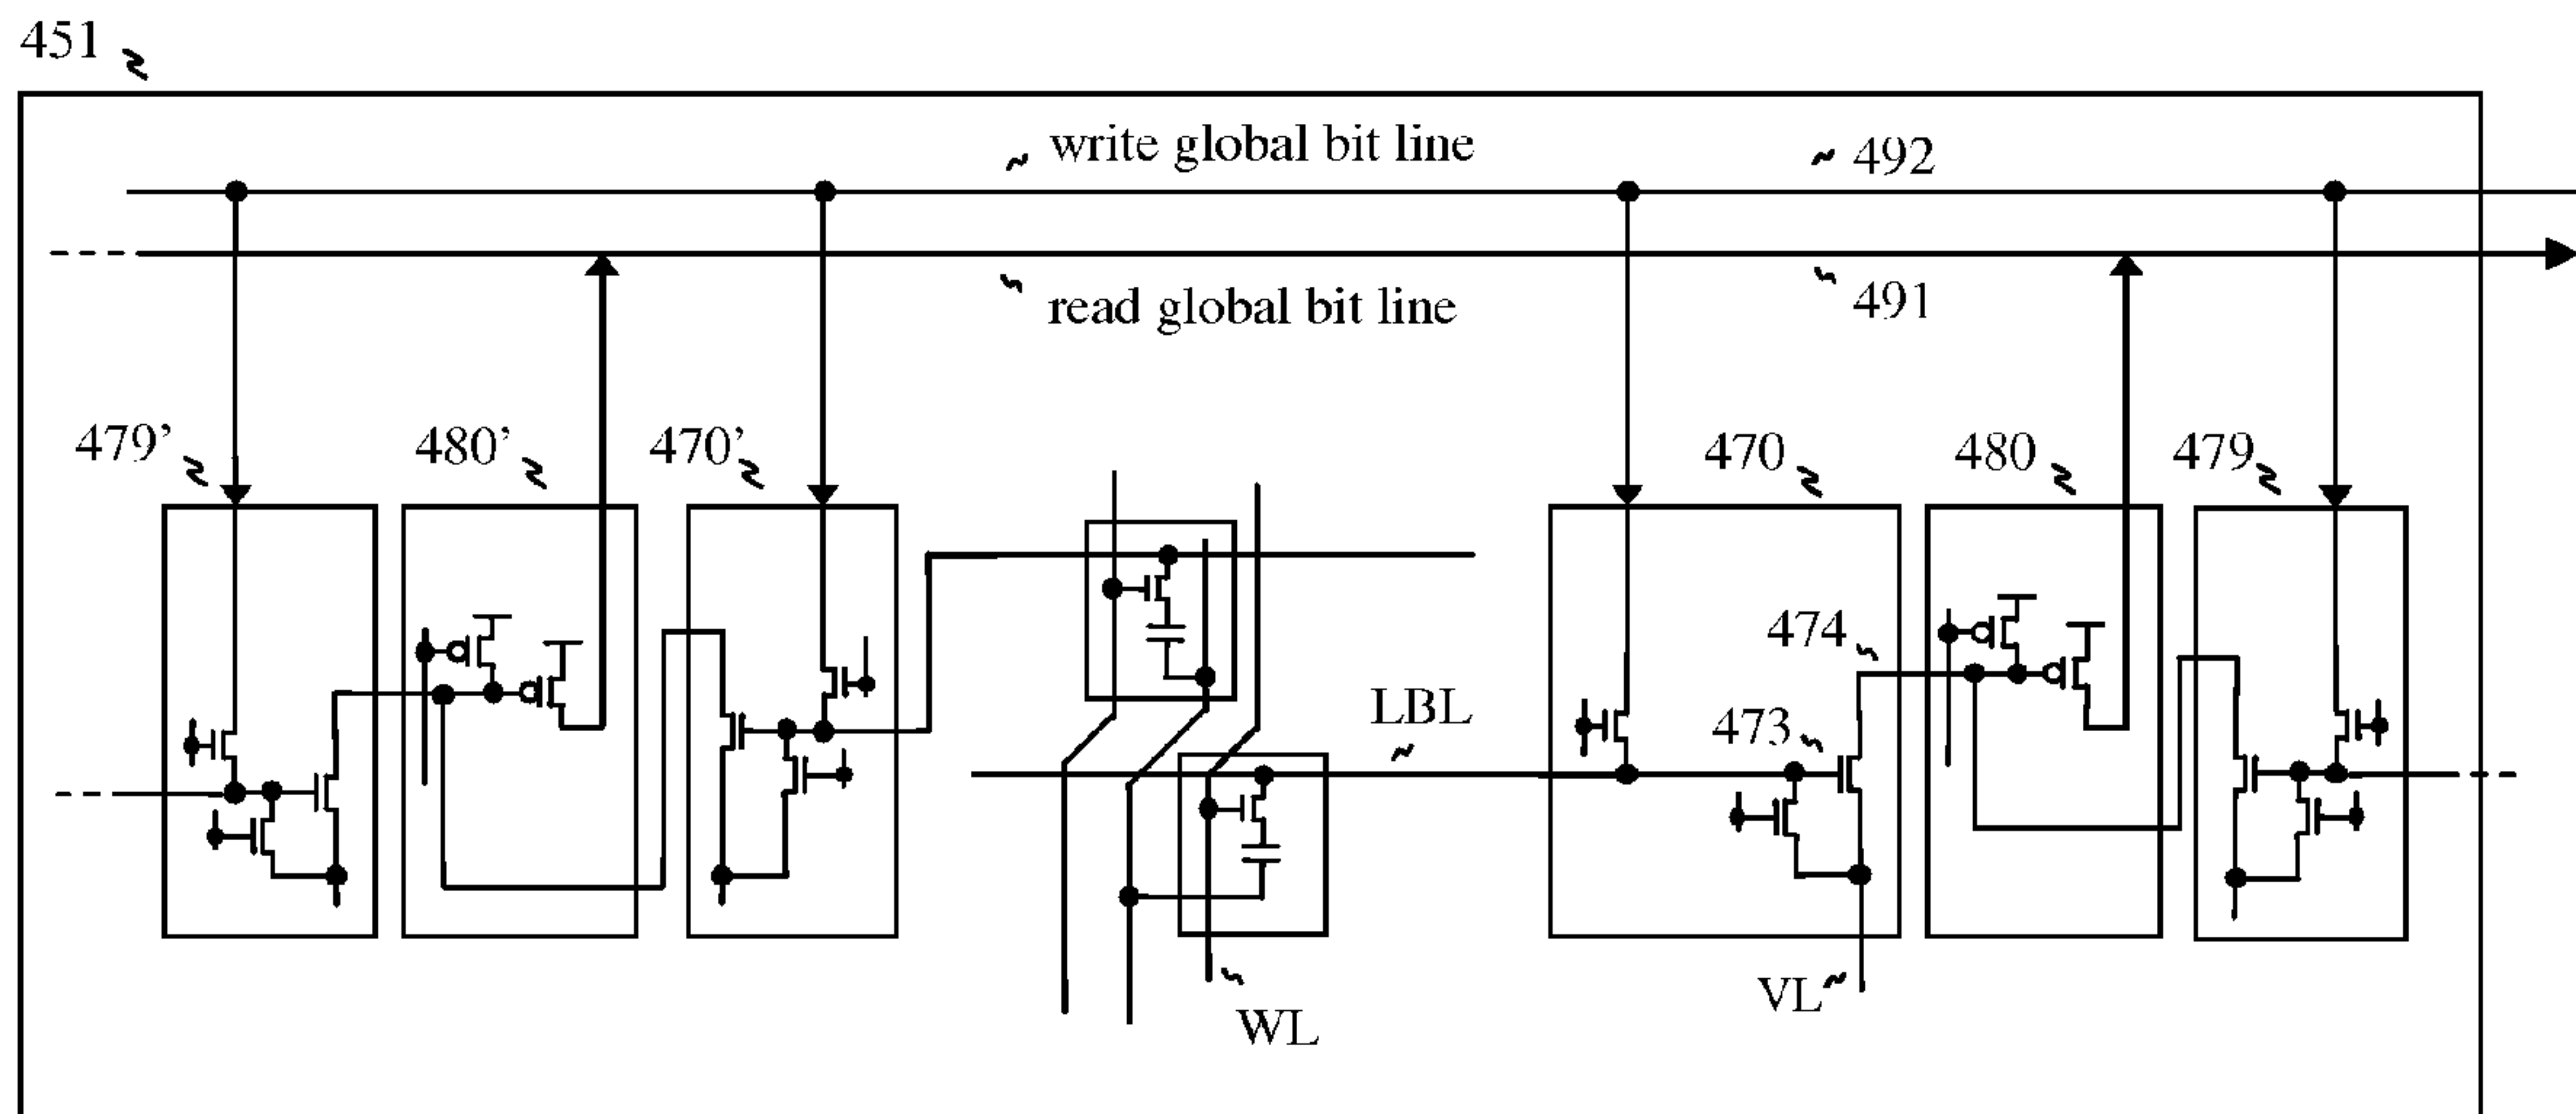 451
write global bit line
492
read global bit line
491
479’
480’
470’
470
480
479
474
LBL
473
VL
WL